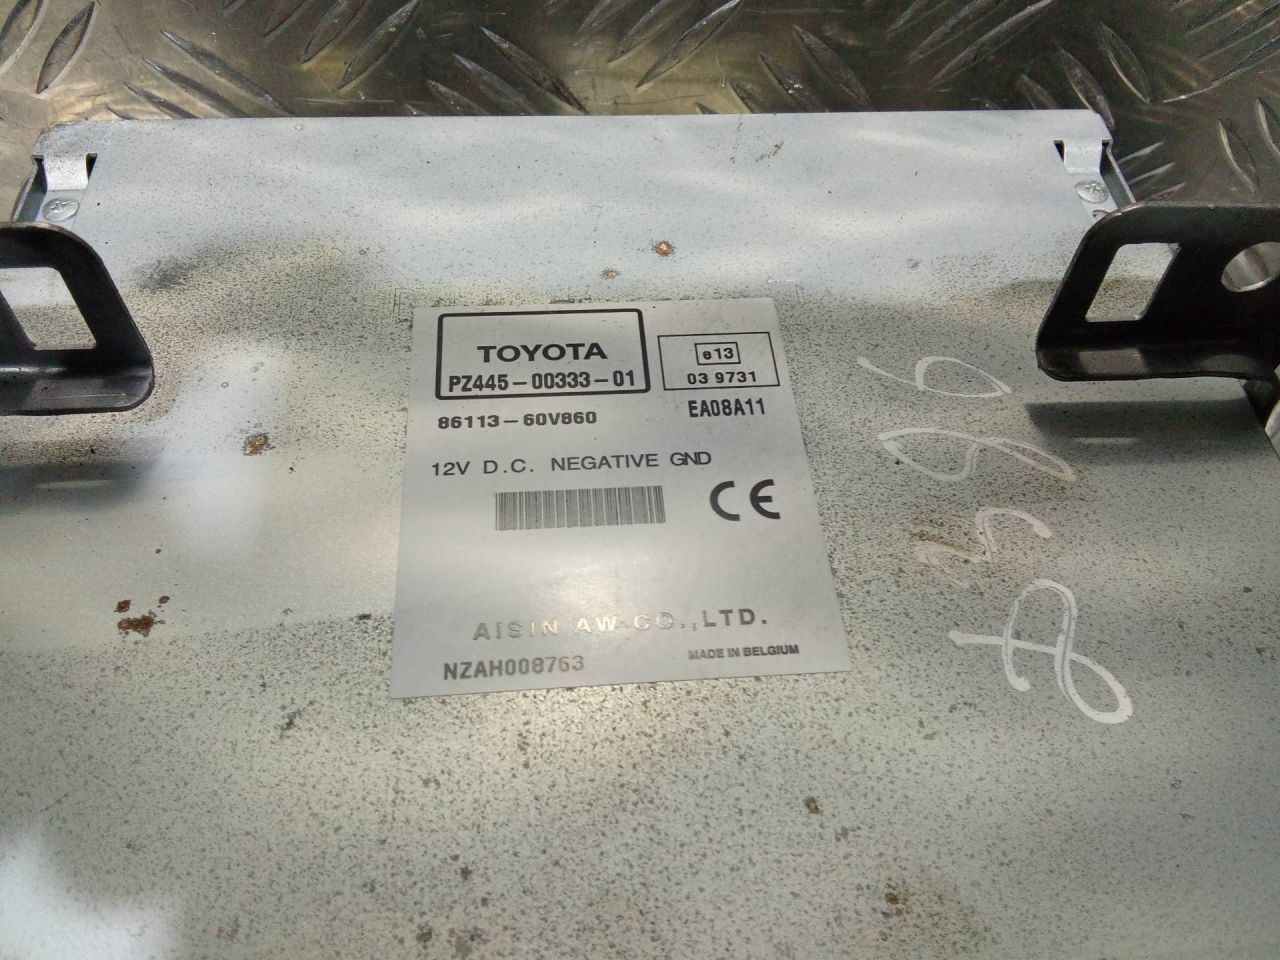 TOYOTA
PZ445-00333-01
e13
03 9731
86113-60V860
EA08A11
12V D.C. NEGATIVE GND
CE
AISIN AW CO.,LTD.
NZAH008763
MADE IN BELGIUM